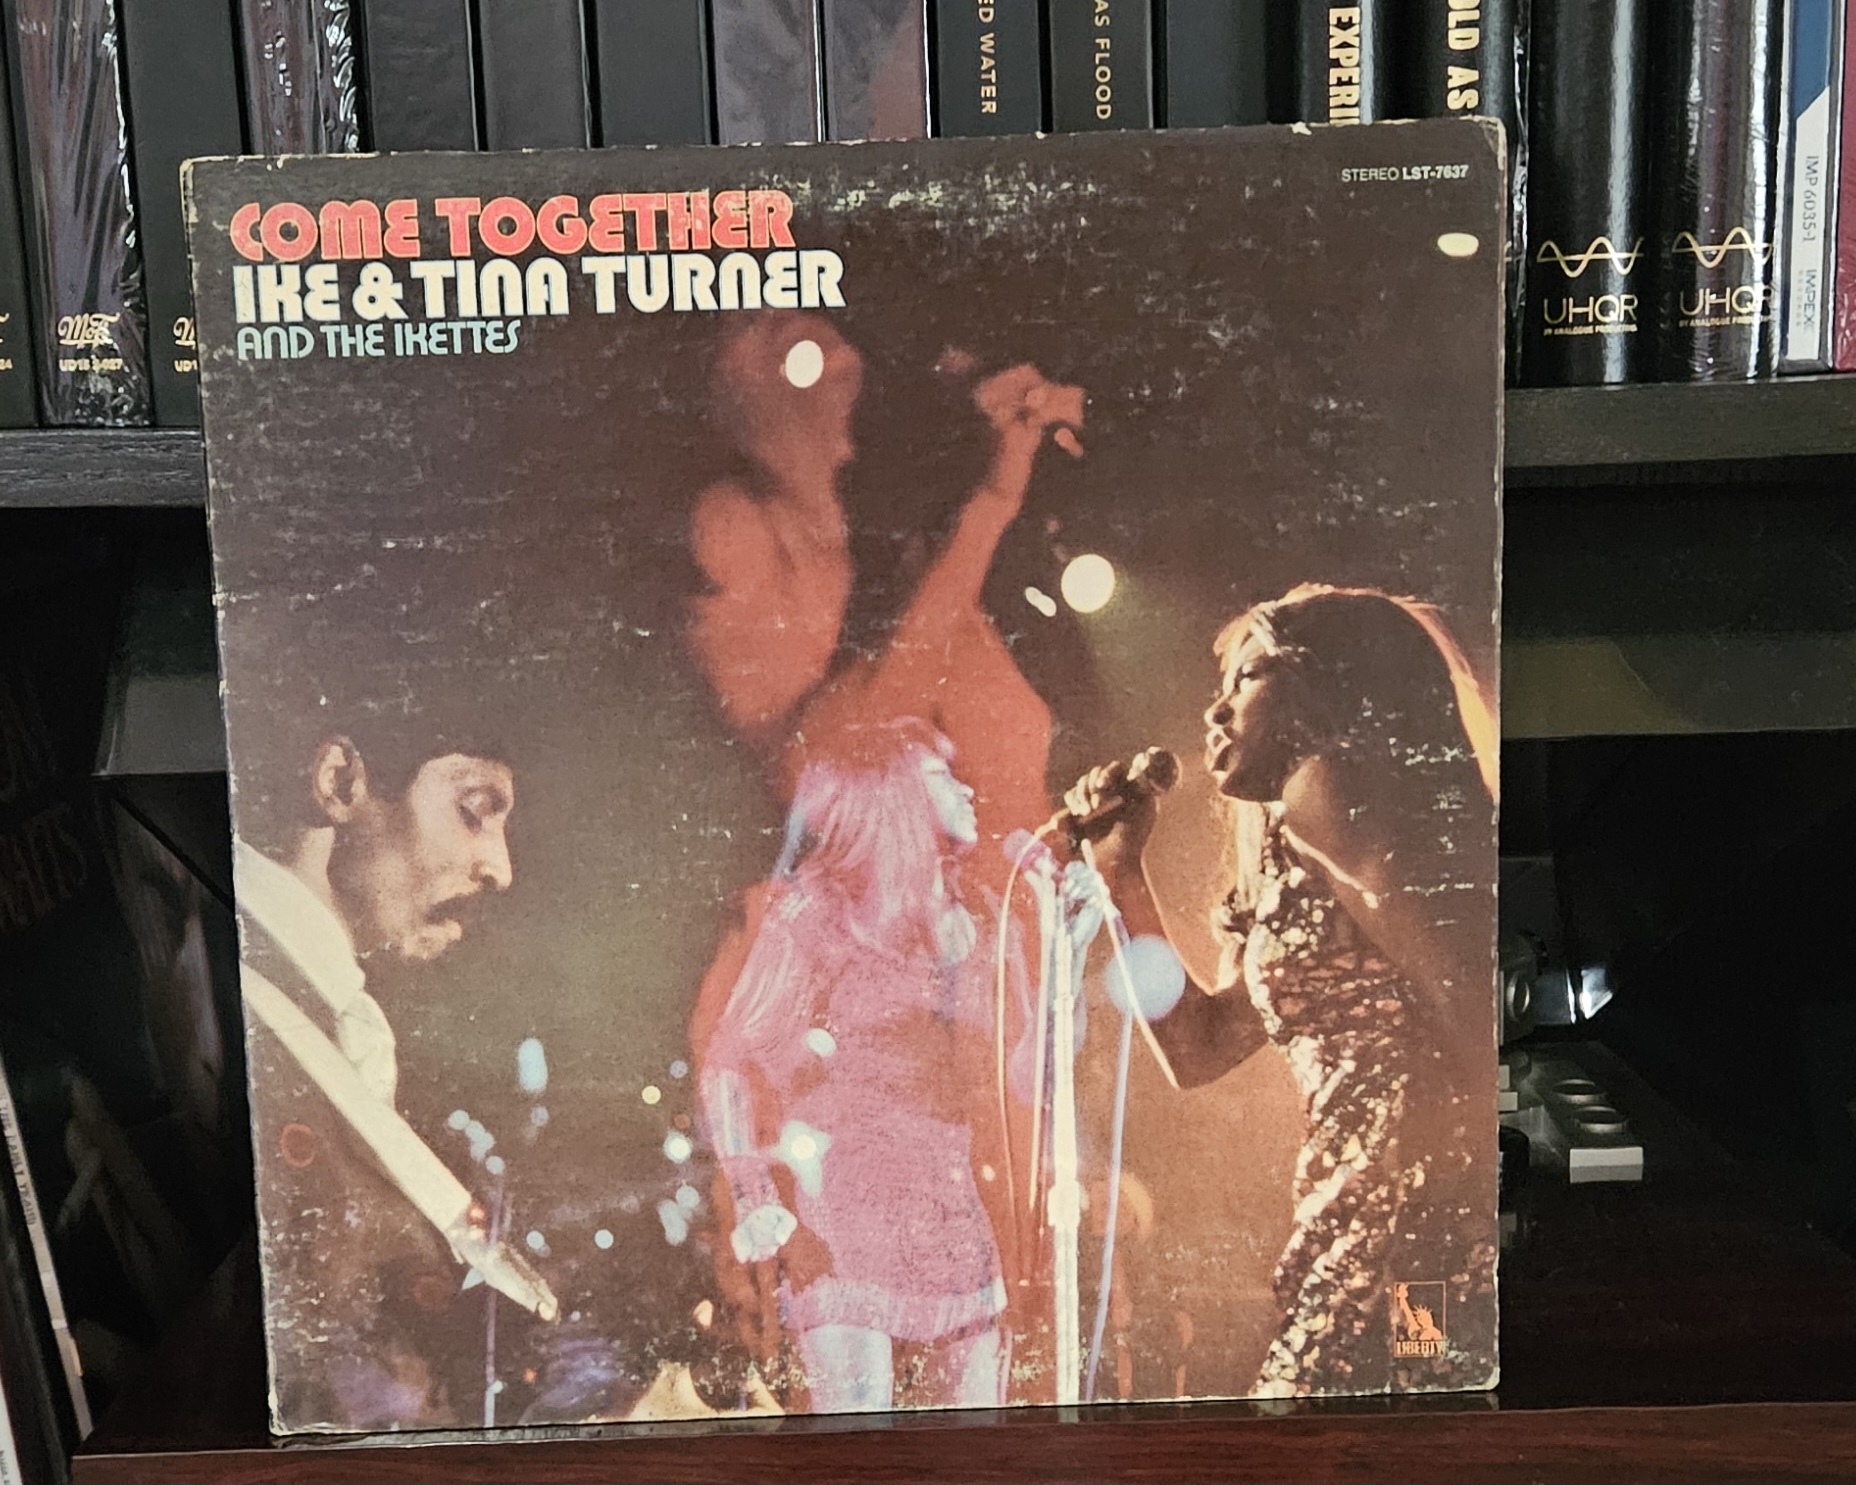 ED WATER
AS FLOOD
EXPERI
OLD AS
STEREO LST-7637
COME TOGETHER
IKE & TINA TURNER
AND THE IKETTES
UHQR
UHQR
IMP 6035-1
IMPEX
LIBERTY